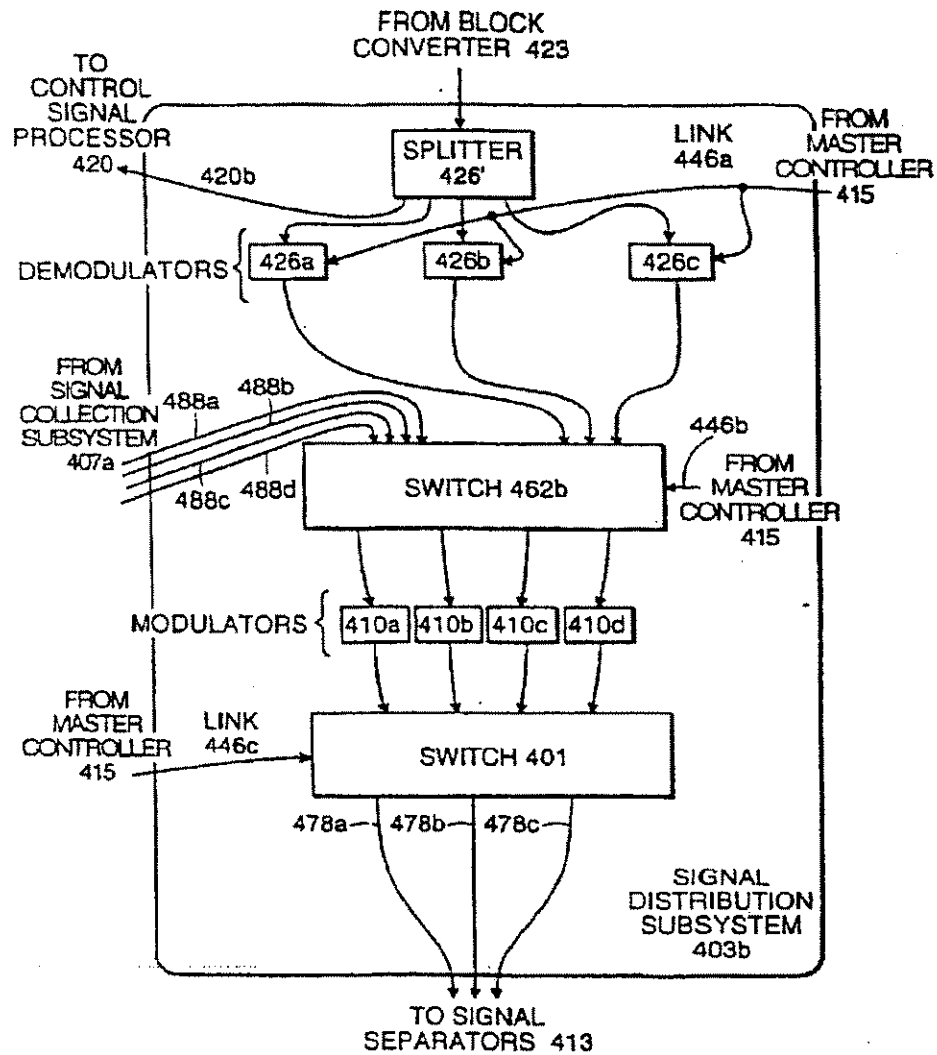 FROM BLOCK
CONVERTER 423
TO
CONTROL
SIGNAL
PROCESSOR
420
420b
SPLITTER
426'
LINK
446a
FROM
MASTER
CONTROLLER
415
DEMODULATORS
426a
426b
426c
FROM
SIGNAL
COLLECTION
SUBSYSTEM
407a
488a
488b
488c
488d
SWITCH 462b
446b
FROM
MASTER
CONTROLLER
415
MODULATORS
410a
410b
410c
410d
FROM
MASTER
CONTROLLER
415
LINK
446c
SWITCH 401
478a
478b
478c
SIGNAL
DISTRIBUTION
SUBSYSTEM
403b
TO SIGNAL
SEPARATORS 413